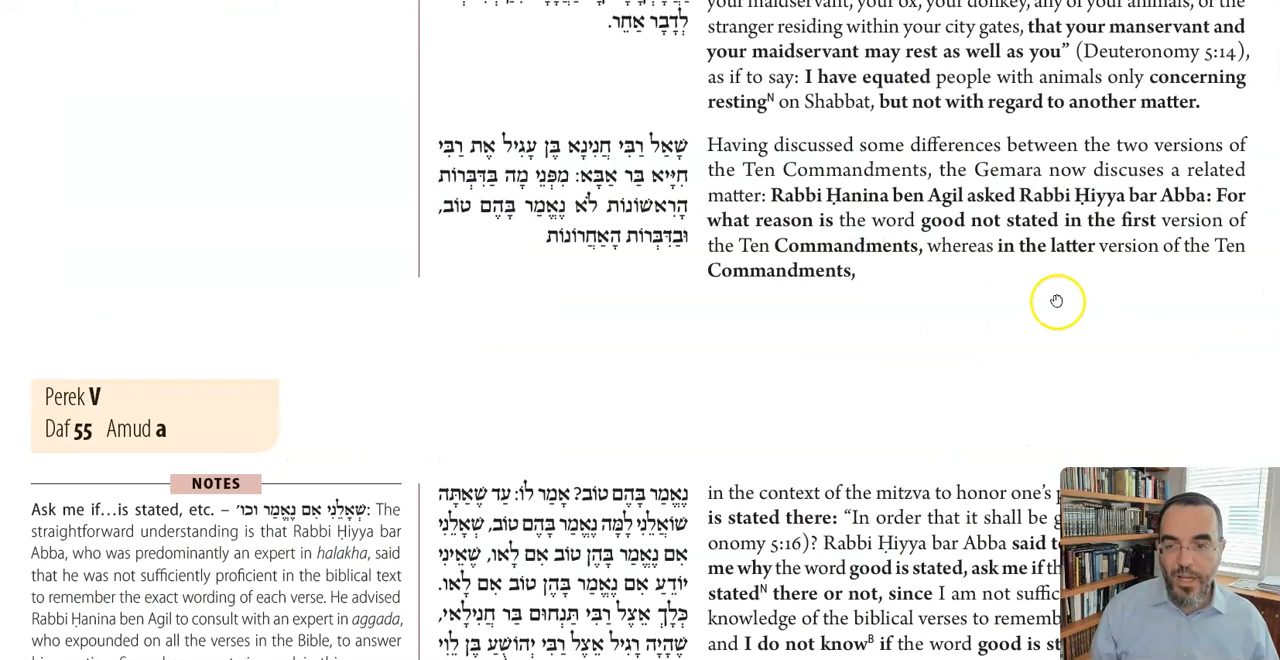 לְדָבָר אַחֵר.
your maidservant, your ox, your donkey, any of your animals, or the
stranger residing within your city gates, that your manservant and
your maidservant may rest as well as you” (Deuteronomy 5:14),
as if to say: I have equated people with animals only concerning
restingᴺ on Shabbat, but not with regard to another matter.
שָׁאַל רַבִּי חֲנִינָא בֶּן עָגִיל אֶת רַבִּי
חִיָּיא בַּר אַבָּא: מִפְּנֵי מָה בַּדִּבְּרוֹת
הָרִאשׁוֹנוֹת לֹא נֶאֱמַר בָּהֶם טוֹב,
וּבַדִּבְּרוֹת הָאַחֲרוֹנוֹת
Having discussed some differences between the two versions of
the Ten Commandments, the Gemara now discusses a related
matter: Rabbi Ḥanina ben Agil asked Rabbi Ḥiyya bar Abba: For
what reason is the word good not stated in the first version of
the Ten Commandments, whereas in the latter version of the Ten
Commandments,
Perek V
Daf 55 Amud a
NOTES
Ask me if…is stated, etc. – שְׁאָלֵנִי אִם נֶאֱמַר וכו׳: The
straightforward understanding is that Rabbi Ḥiyya bar
Abba, who was predominantly an expert in halakha, said
that he was not sufficiently proficient in the biblical text
to remember the exact wording of each verse. He advised
Rabbi Ḥanina ben Agil to consult with an expert in aggada,
who expounded on all the verses in the Bible, to answer
נֶאֱמַר בָּהֶם טוֹב? אָמַר לוֹ: עַד שֶׁאַתָּה
שׁוֹאֲלֵנִי לָמָּה נֶאֱמַר בָּהֶם טוֹב, שְׁאָלֵנִי
אִם נֶאֱמַר בָּהֶן טוֹב אִם לָאו, שֶׁאֵינִי
יוֹדֵעַ אִם נֶאֱמַר בָּהֶן טוֹב אִם לָאו.
כְּלָךְ אֵצֶל רַבִּי תַּנְחוּם בַּר חֲנִילַאי,
שֶׁהָיָה רָגִיל אֵצֶל רַבִּי יְהוֹשֻׁעַ בֶּן לֵוִי
in the context of the mitzva to honor one’s
is stated there: “In order that it shall be
onomy 5:16)? Rabbi Ḥiyya bar Abba said
me why the word good is stated, ask me if
statedᴺ there or not, since I am not
knowledge of the biblical verses to
and I do not knowᴮ if the word good is